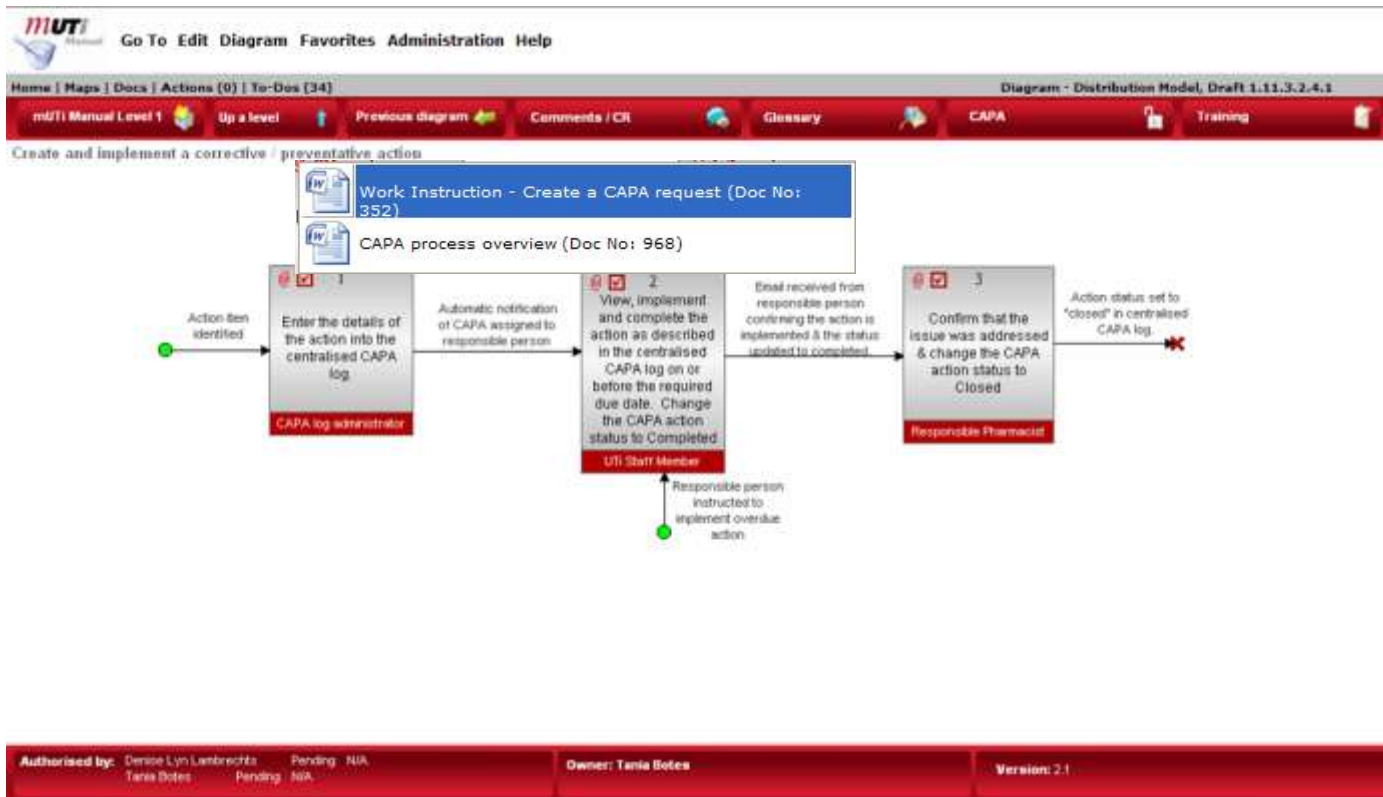 mUTi
Manual
Go To Edit Diagram Favorites Administration Help
Home | Maps | Docs | Actions (0) | To-Dos (34)
Diagram - Distribution Model, Draft 1.11.3.2.4.1
mUTi Manual Level 1
Up a level
Previous diagram
Comments / CR
Glossary
CAPA
Training
Create and implement a corrective / preventative action
Work Instruction - Create a CAPA request (Doc No:
352)
CAPA process overview (Doc No: 968)
Action item
identified
1
Enter the details of
the action into the
centralised CAPA
log
CAPA log administrator
Automatic notification
of CAPA assigned to
responsible person
2
View, implement
and complete the
action as described
in the centralised
CAPA log on or
before the required
due date. Change
the CAPA action
status to Completed
UTi Staff Member
Responsible person
instructed to
implement overdue
action
Email received from
responsible person
confirming the action is
implemented & the status
updated to completed.
3
Confirm that the
issue was addressed
& change the CAPA
action status to
Closed
Responsible Pharmacist
Action status set to
"closed" in centralised
CAPA log.
Authorised by: Denise Lyn Lambrechts Pending N/A
Tania Botes Pending N/A
Owner: Tania Botes
Version: 2.1